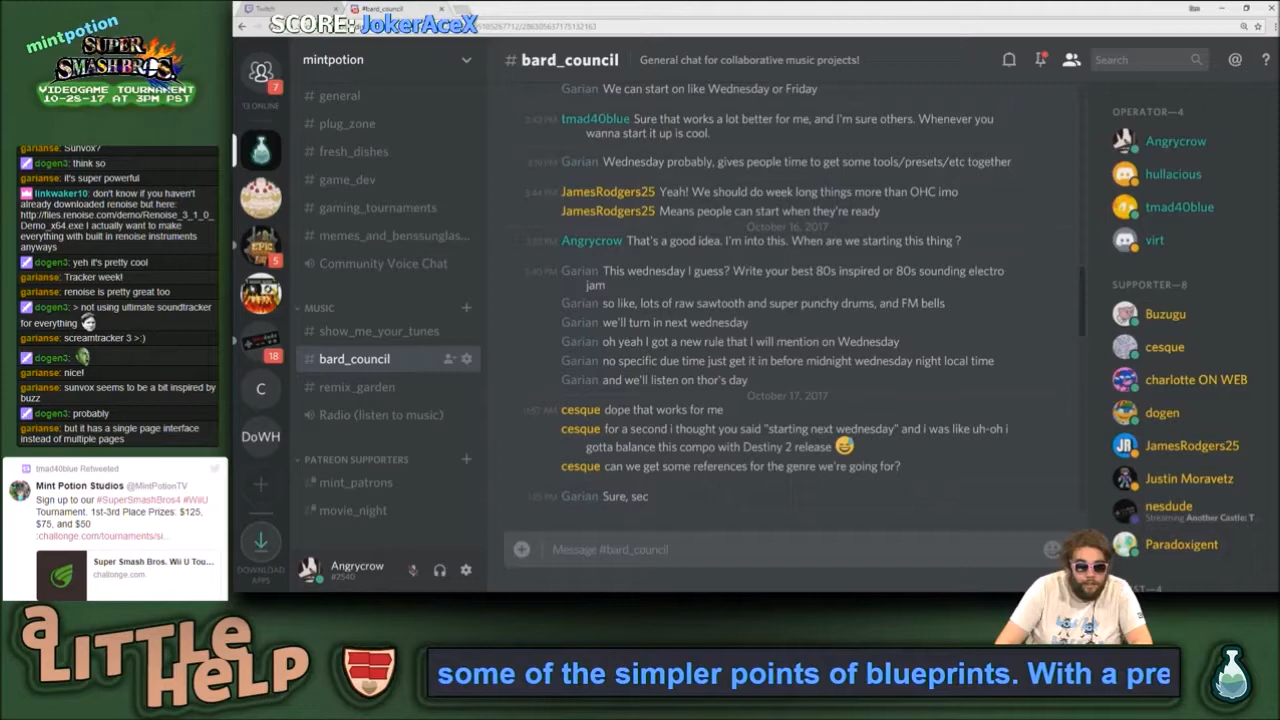 SCORE: JokerAceX
mintpotion
SUPER
SMASH BROS.
VIDEOGAME TOURNAMENT
10-28-17 AT 3PM PST
garianse: Sunvox?
dogen3: think so
garianse: it's super powerful
linkwaker10: don't know if you haven't
already downloaded renoise but here:
http://files.renoise.com/demo/Renoise_3_1_0_
Demo_x64.exe I actually want to make
everything with built in renoise instruments
anyways
dogen3: yeh it's pretty cool
garianse: Tracker week!
garianse: renoise is pretty great too
dogen3: > not using ultimate soundtracker
for everything
garianse: screamtracker 3 >:)
dogen3:
garianse: nice!
garianse: sunvox seems to be a bit inspired by
buzz
dogen3: probably
garianse: but it has a single page interface
instead of multiple pages
tmad40blue Retweeted
Mint Potion Studios @MintPotionTV
Sign up to our #SuperSmashBros4 #WiiU
Tournament. 1st-3rd Place Prizes: $125,
$75, and $50
:challonge.com/tournaments/si...
Super Smash Bros. Wii U Tou...
challonge.com
Twitch
#bard_council
7
13 ONLINE
EPIC
5
18
C
DoWH
DOWNLOAD
APPS
mintpotion
# general
# plug_zone
# fresh_dishes
# game_dev
# gaming_tournaments
# memes_and_benssunglas...
Community Voice Chat
MUSIC
# show_me_your_tunes
# bard_council
# remix_garden
Radio (listen to music)
PATREON SUPPORTERS
# mint_patrons
# movie_night
Angrycrow
#2540
# bard_council
General chat for collaborative music projects!
Search
Garian We can start on like Wednesday or Friday
tmad40blue Sure that works a lot better for me, and I'm sure others. Whenever you
wanna start it up is cool.
Garian Wednesday probably, gives people time to get some tools/presets/etc together
JamesRodgers25 Yeah! We should do week long things more than OHC imo
JamesRodgers25 Means people can start when they're ready
October 16, 2017
Angrycrow That's a good idea. I'm into this. When are we starting this thing ?
Garian This wednesday I guess? Write your best 80s inspired or 80s sounding electro
jam
Garian so like, lots of raw sawtooth and super punchy drums, and FM bells
Garian we'll turn in next wednesday
Garian oh yeah I got a new rule that I will mention on Wednesday
Garian no specific due time just get it in before midnight wednesday night local time
Garian and we'll listen on thor's day
October 17, 2017
cesque dope that works for me
cesque for a second i thought you said "starting next wednesday" and i was like uh-oh i
gotta balance this compo with Destiny 2 release
cesque can we get some references for the genre we're going for?
Garian Sure, sec
Message #bard_council
OPERATOR—4
Angrycrow
hullacious
tmad40blue
virt
SUPPORTER—8
Buzugu
cesque
charlotte ON WEB
dogen
JamesRodgers25
Justin Moravetz
nesdude
Streaming Another Castle: T
Paradoxigent
a LITTLE HELP
some of the simpler points of blueprints. With a pre